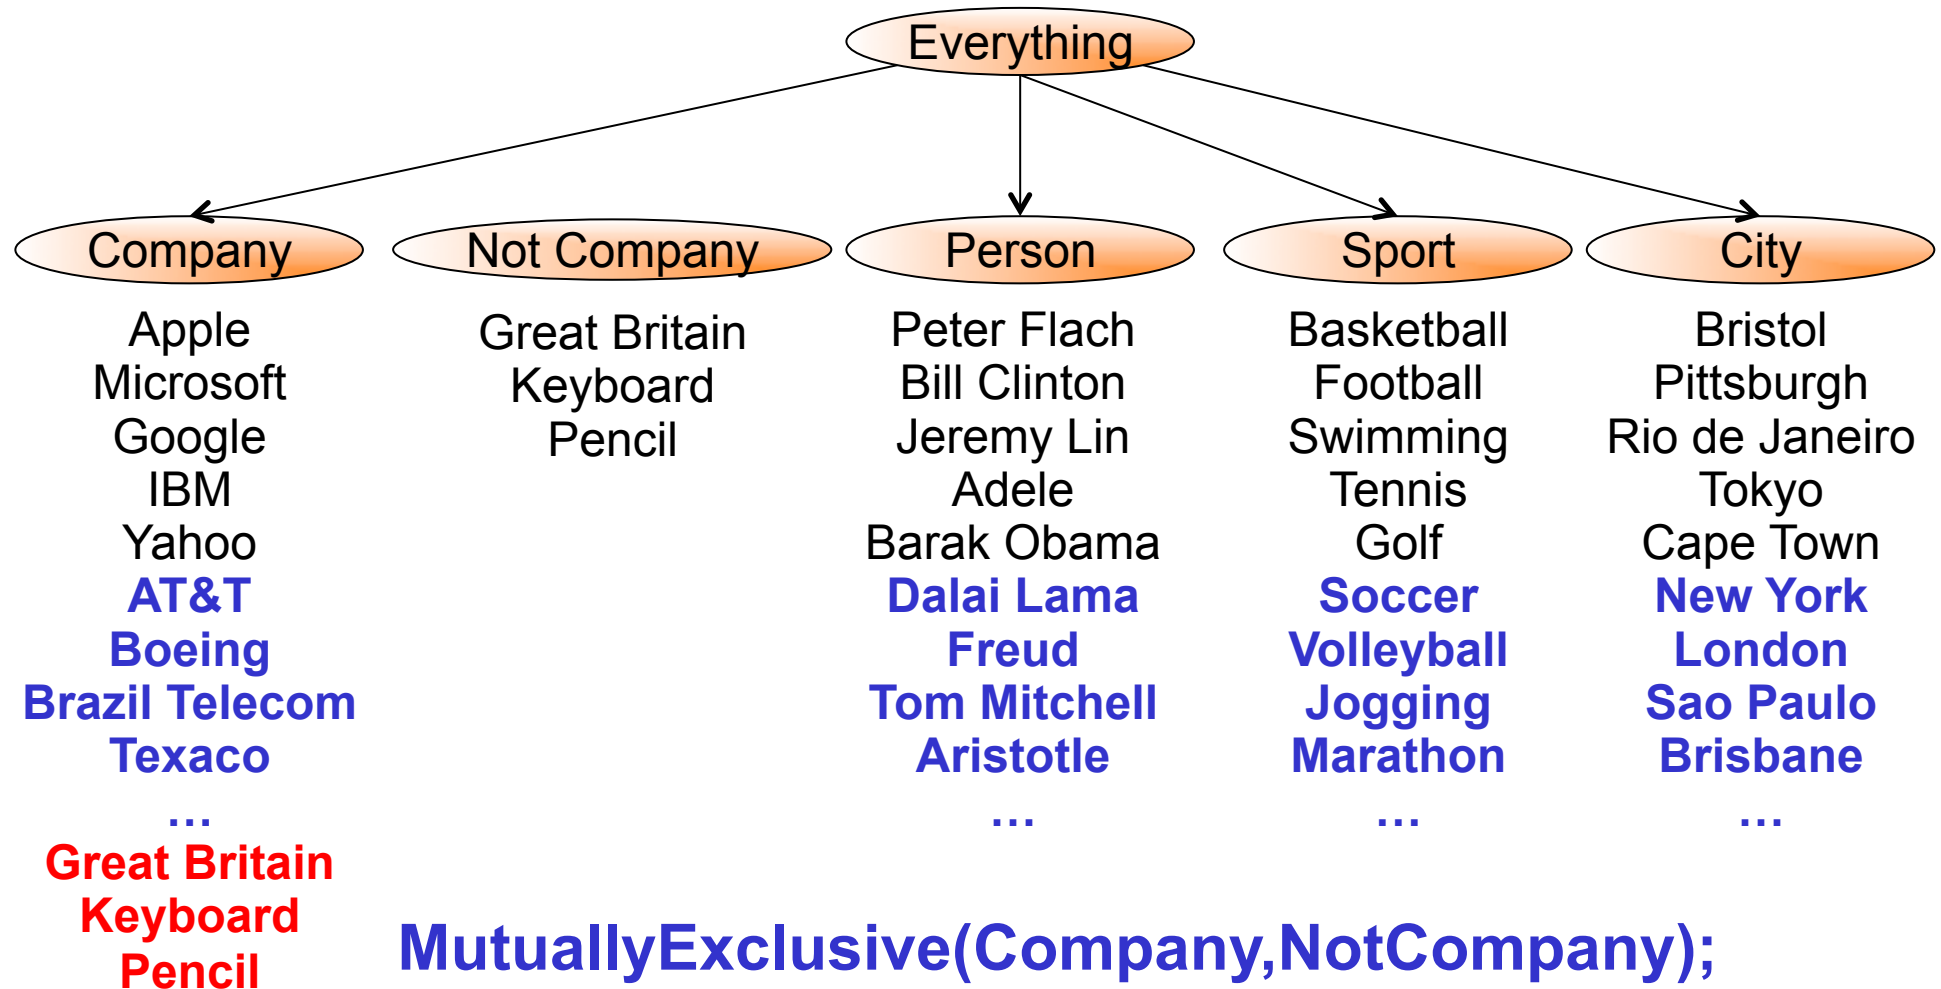 Everything
Company
Not Company
Person
Sport
City
Apple
Microsoft
Google
IBM
Yahoo
AT&T
Boeing
Brazil Telecom
Texaco
…
Great Britain
Keyboard
Pencil
Great Britain
Keyboard
Pencil
Peter Flach
Bill Clinton
Jeremy Lin
Adele
Barak Obama
Dalai Lama
Freud
Tom Mitchell
Aristotle
…
Basketball
Football
Swimming
Tennis
Golf
Soccer
Volleyball
Jogging
Marathon
…
Bristol
Pittsburgh
Rio de Janeiro
Tokyo
Cape Town
New York
London
Sao Paulo
Brisbane
…
MutuallyExclusive(Company,NotCompany);